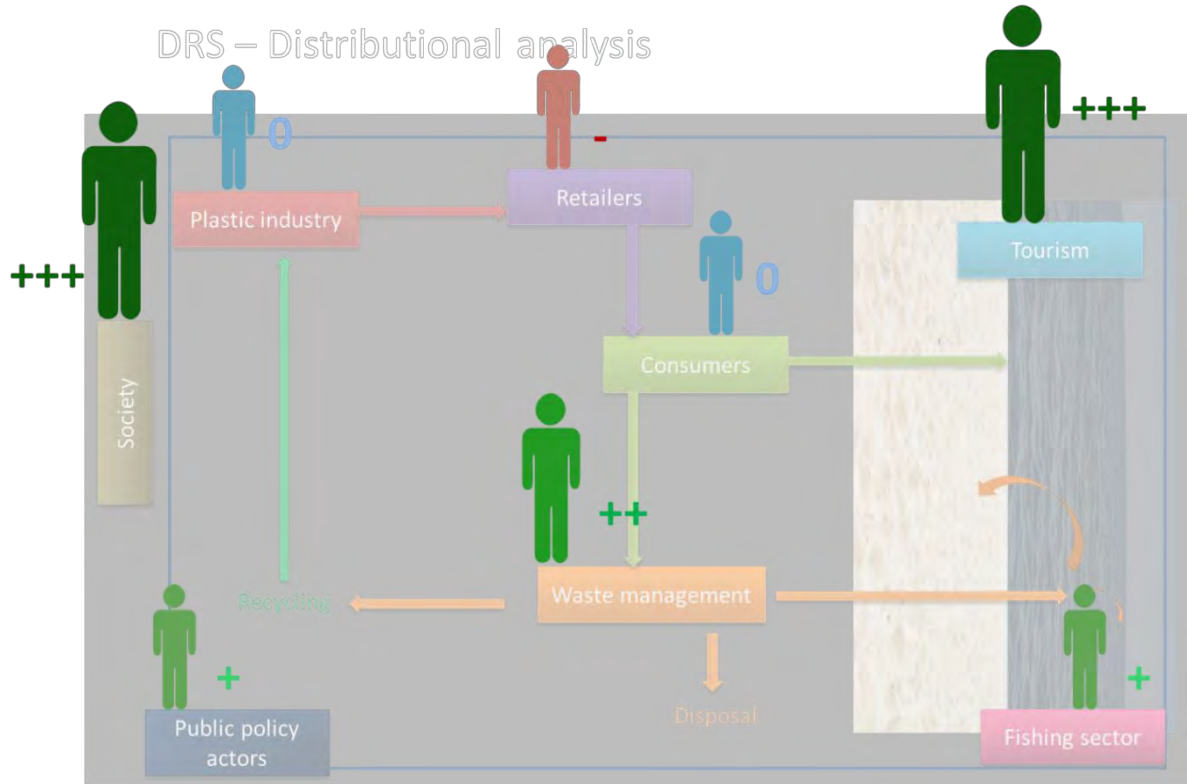 DRS – Distributional analysis
+++
0
-
Plastic industry
Retailers
+++
0
Tourism
Consumers
Society
++
Recycling
Waste management
+
+
Disposal
Public policy
actors
Fishing sector